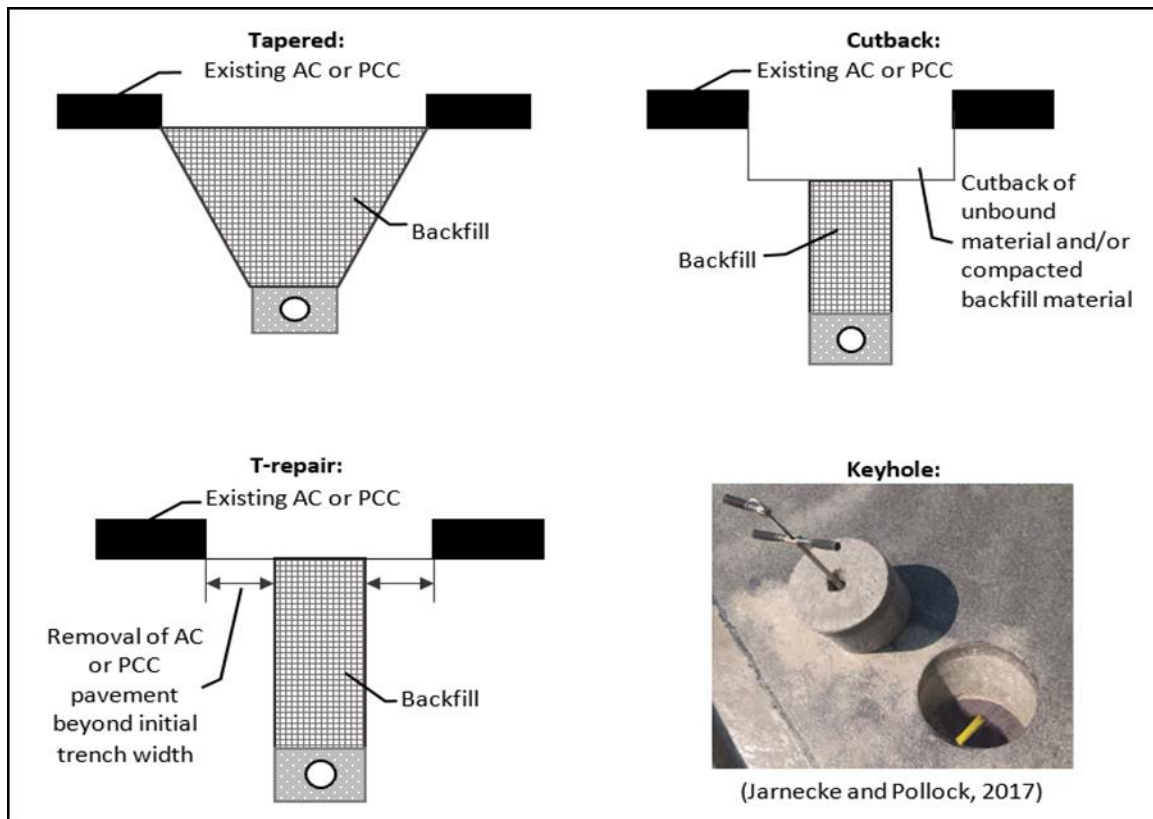 Tapered:
Existing AC or PCC
Backfill
Cutback:
Existing AC or PCC
Backfill
Cutback of
unbound
material and/or
compacted
backfill material
T-repair:
Existing AC or PCC
Removal of AC
or PCC
pavement
beyond initial
trench width
Backfill
Keyhole:
(Jarnecke and Pollock, 2017)